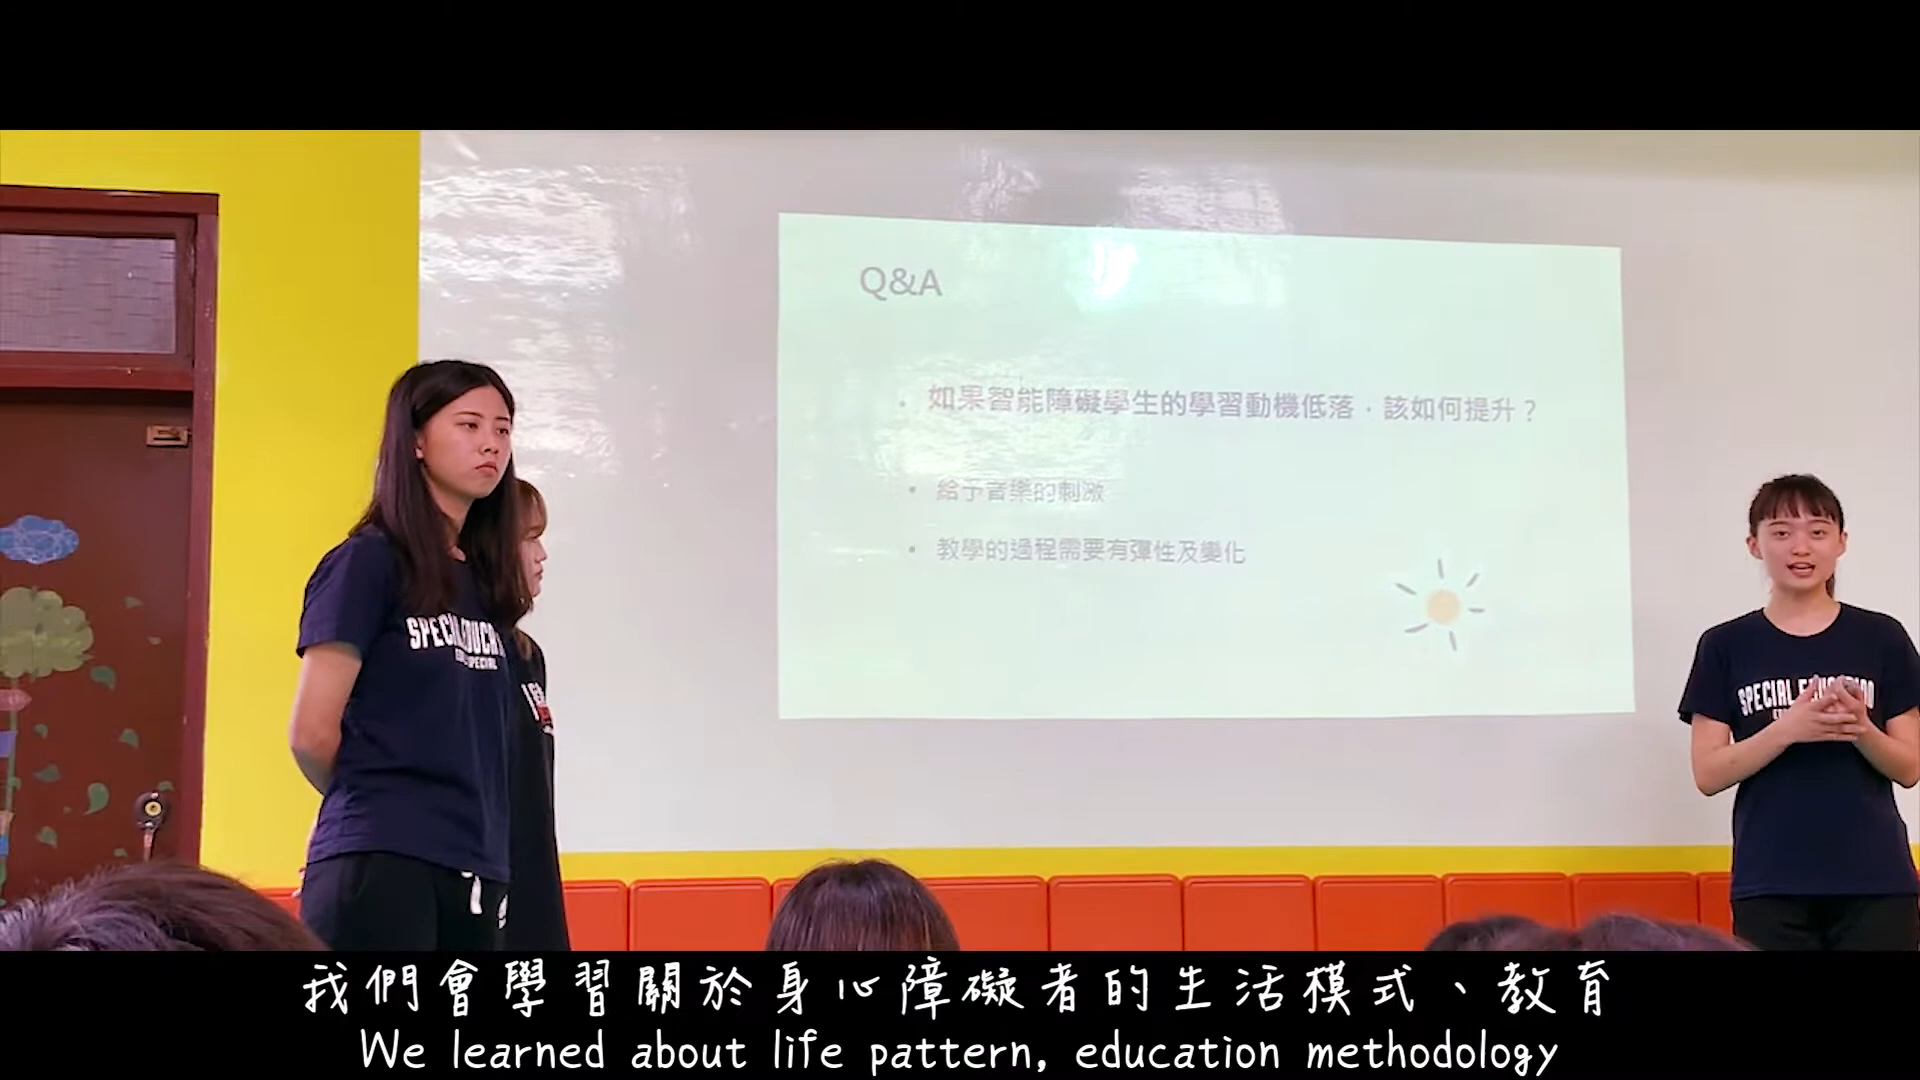 Q&A
如果智能障礙學生的學習動機低落，該如何提升？
給予音樂的刺激
教學的過程需要有彈性及變化
SPECIAL
SPECIAL
我們會學習關於身心障礙者的生活模式、教育
We learned about life pattern, education methodology